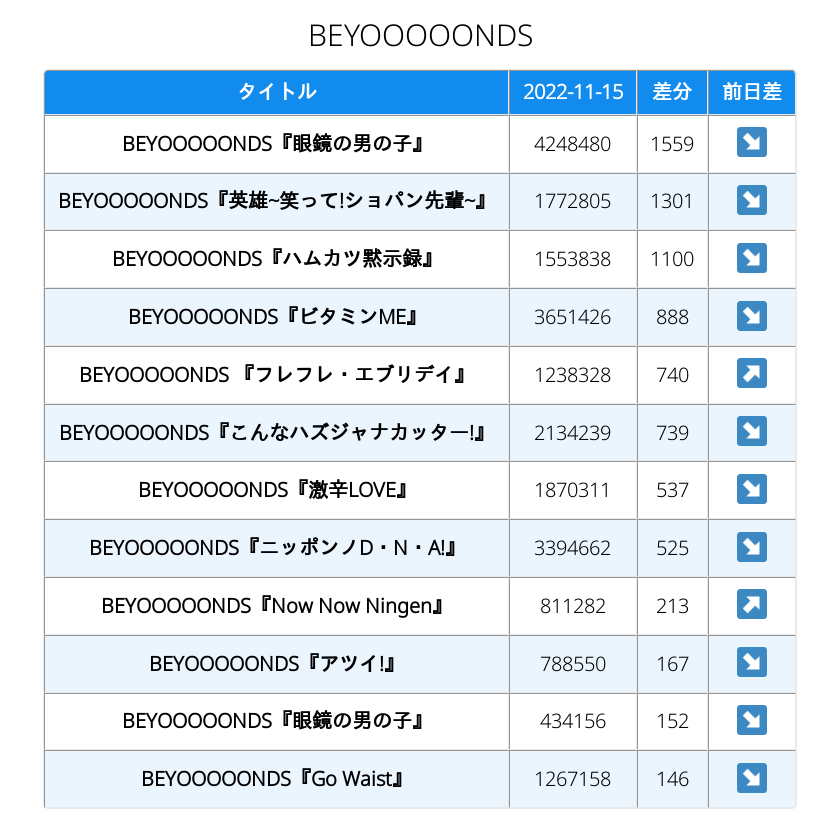 BEYOOOOONDS
タイトル 2022-11-15 差分 前日差
BEYOOOOONDS『眼鏡の男の子』 4248480 1559 ↘
BEYOOOOONDS『英雄~笑って!ショパン先輩~』 1772805 1301 ↘
BEYOOOOONDS『ハムカツ黙示録』 1553838 1100 ↘
BEYOOOOONDS『ビタミンME』 3651426 888 ↘
BEYOOOOONDS 『フレフレ・エブリデイ』 1238328 740 ↗
BEYOOOOONDS『こんなハズジャナカッター!』 2134239 739 ↘
BEYOOOOONDS『激辛LOVE』 1870311 537 ↘
BEYOOOOONDS『ニッポンノD・N・A!』 3394662 525 ↘
BEYOOOOONDS『Now Now Ningen』 811282 213 ↗
BEYOOOOONDS『アツイ!』 788550 167 ↘
BEYOOOOONDS『眼鏡の男の子』 434156 152 ↘
BEYOOOOONDS『Go Waist』 1267158 146 ↘